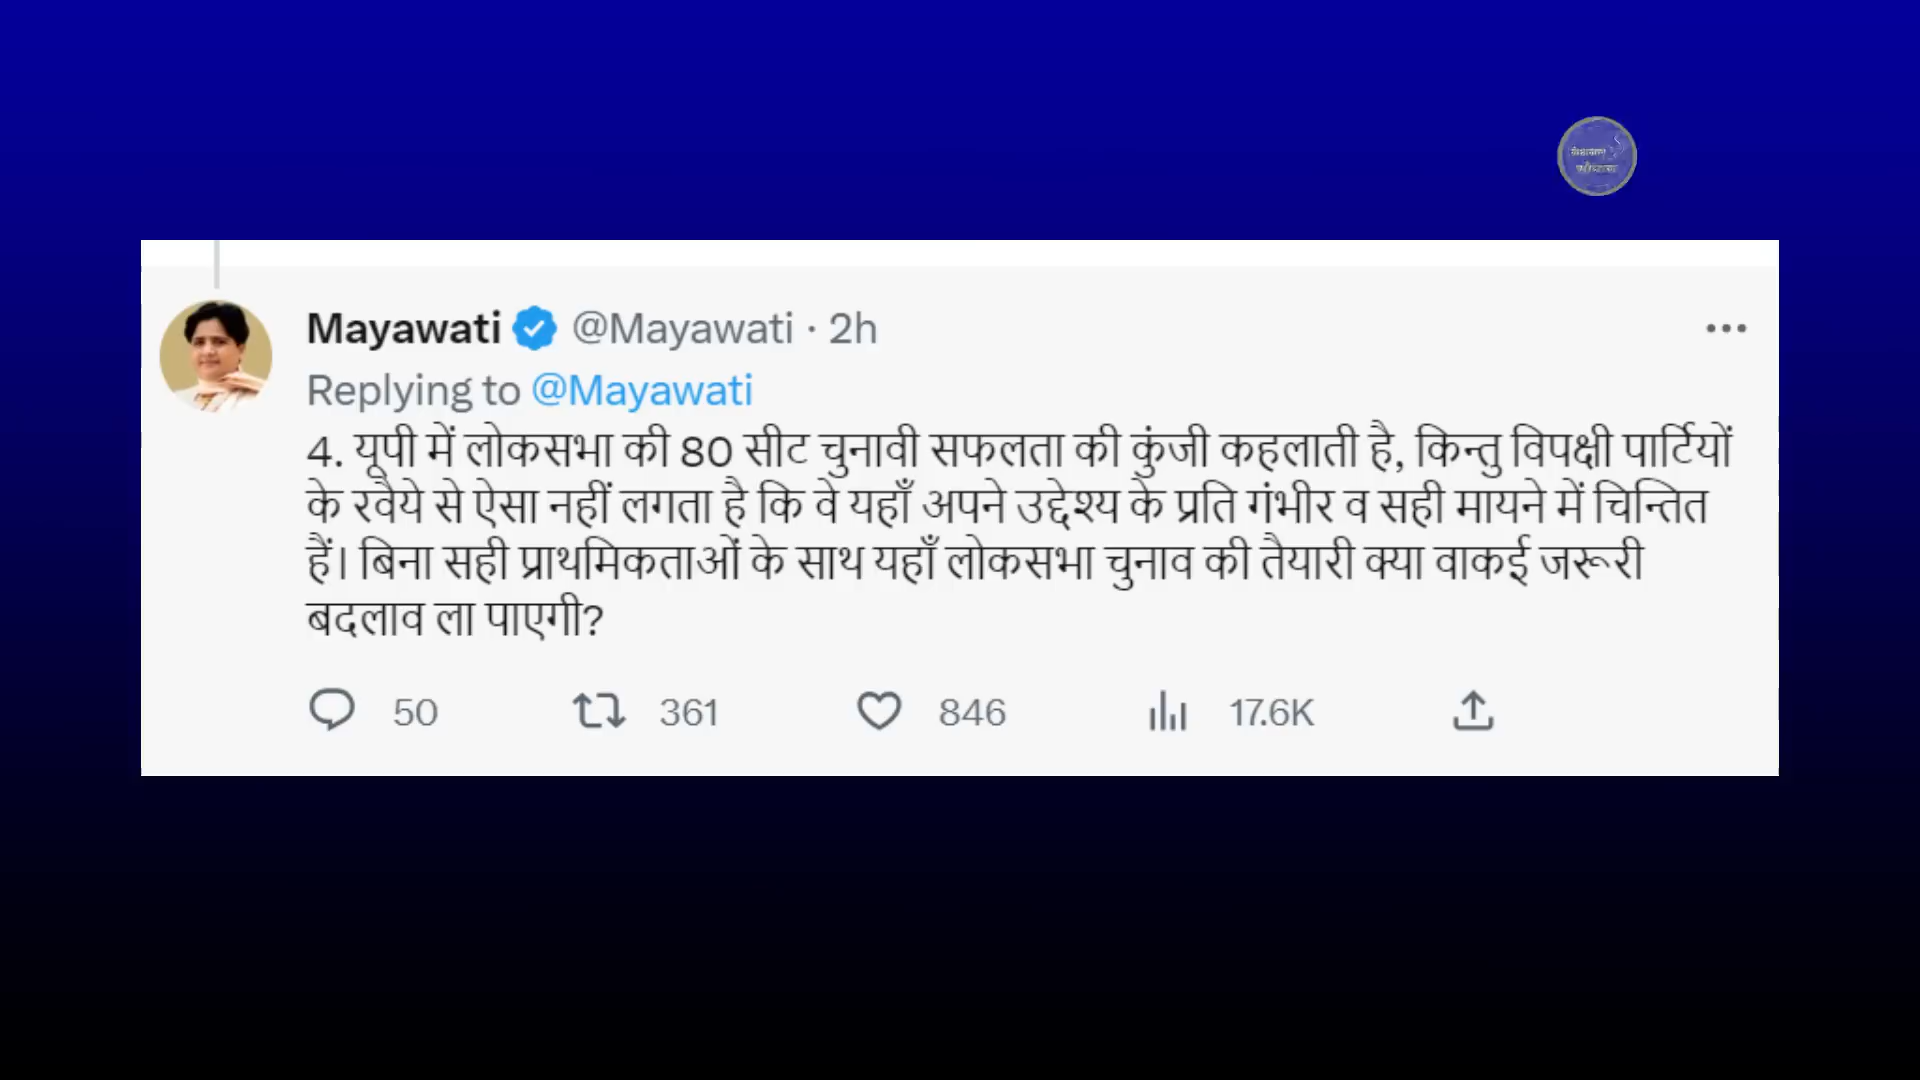 Mayawati @Mayawati · 2h
Replying to @Mayawati
4. यूपी में लोकसभा की 80 सीट चुनावी सफलता की कुंजी कहलाती है, किन्तु विपक्षी पार्टियों
के रवैये से ऐसा नहीं लगता है कि वे यहाँ अपने उद्देश्य के प्रति गंभीर व सही मायने में चिन्तित
हैं। बिना सही प्राथमिकताओं के साथ यहाँ लोकसभा चुनाव की तैयारी क्या वाकई जरूरी
बदलाव ला पाएगी?
50 361 846 17.6K